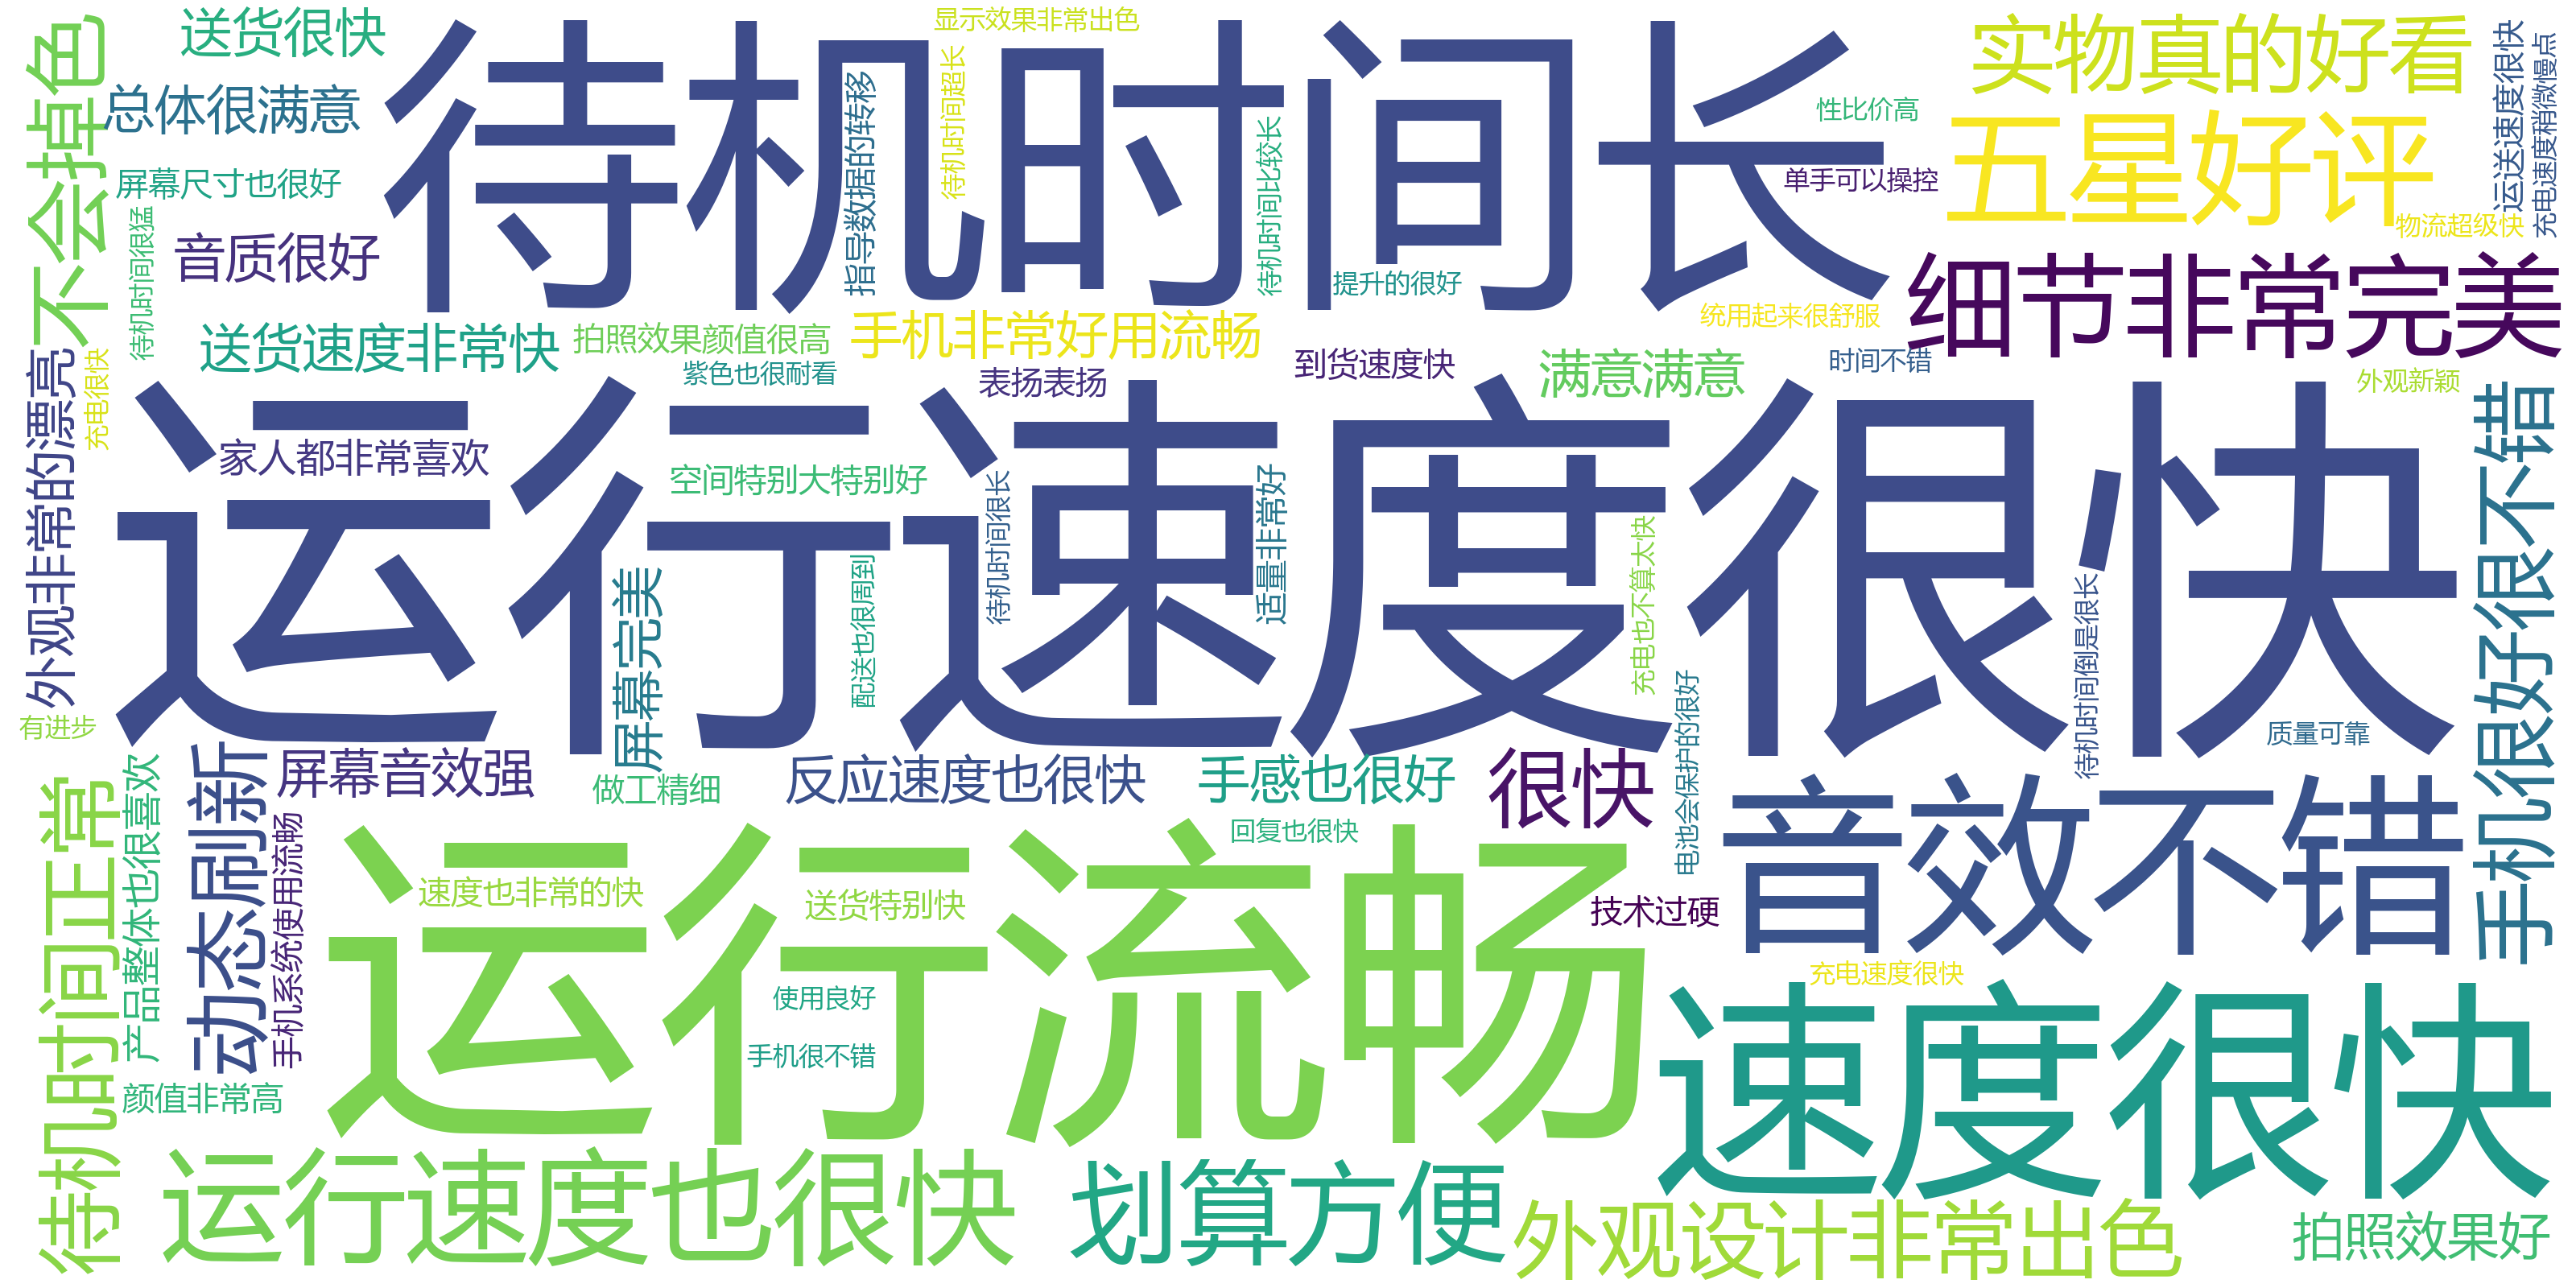 不会掉色
送货很快
待机时间长
显示效果非常出色
实物真的好看
运送速度很快
充电速度稍微慢点
总体很满意
指导数据的转移
待机时间超长
待机时间比较长
性比价高
五星好评
屏幕尺寸也很好
单手可以操控
待机时间很猛
音质很好
物流超级快
提升的很好
细节非常完美
送货速度非常快
拍照效果颜值很高
手机非常好用流畅
统用起来很舒服
外观非常的漂亮
充电很快
紫色也很耐看
表扬表扬
到货速度快
满意满意
时间不错
外观新颖
运行速度很快
手机很好很不错
家人都非常喜欢
空间特别大特别好
待机时间很长
适量非常好
充电也不算太快
屏幕完美
配送也很周到
待机时间倒是很长
电池会保护的很好
有进步
质量可靠
待机时间正常
产品整体也很喜欢
动态刷新
屏幕音效强
做工精细
反应速度也很快
手感也很好
很快
音效不错
手机系统使用流畅
运行流畅
回复也很快
速度也非常的快
送货特别快
技术过硬
充电速度很快
使用良好
速度很快
手机很不错
颜值非常高
运行速度也很快
划算方便
外观设计非常出色
拍照效果好